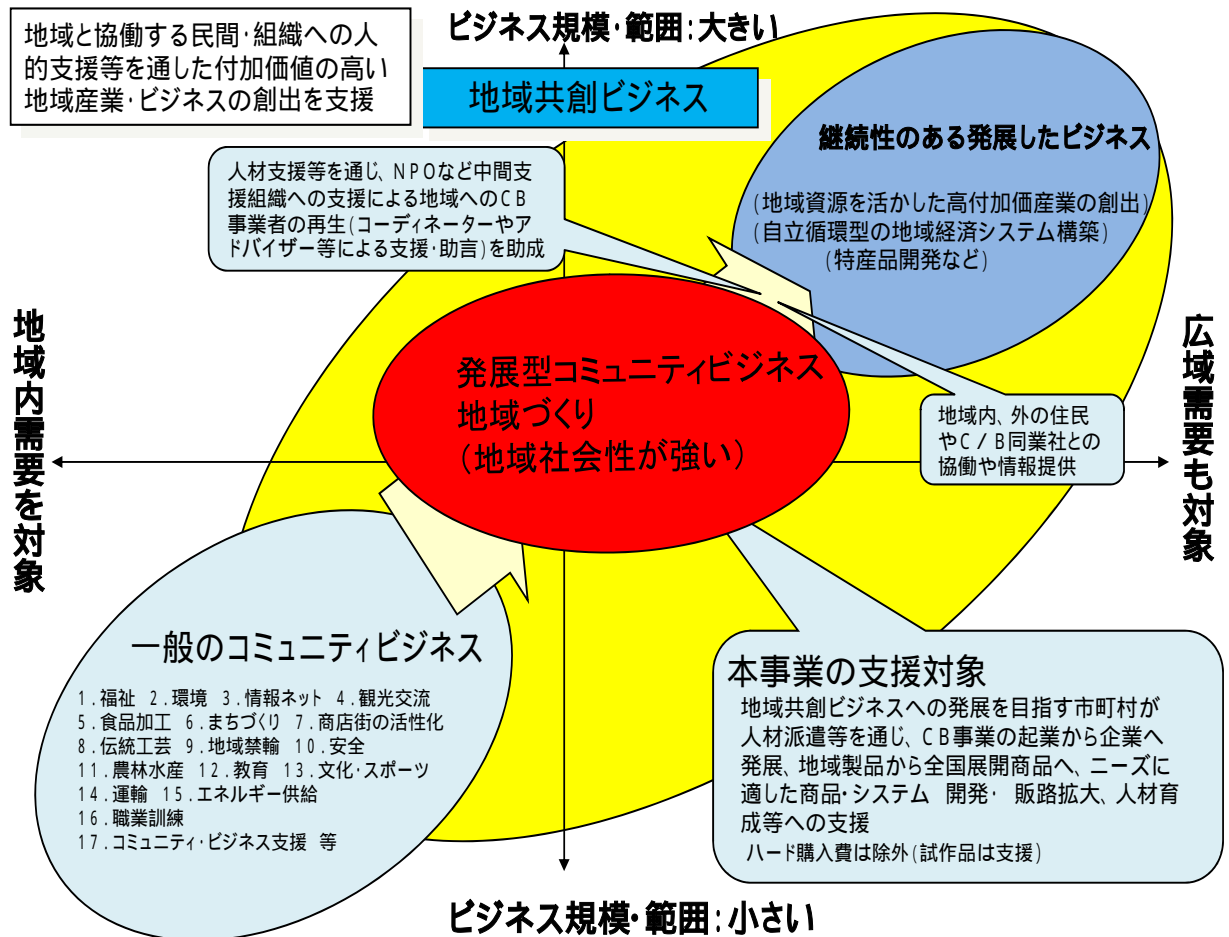 ビジネス規模・範囲：大きい
地域と協働する民間・組織への人
的支援等を通した付加価値の高い
地域産業・ビジネスの創出を支援
地域共創ビジネス
継続性のある発展したビジネス
(地域資源を活かした高付加価産業の創出)
(自立循環型の地域経済システム構築)
(特産品開発など)
人材支援等を通じ、NPOなど中間支
援組織への支援による地域へのCB
事業者の再生(コーディネーターやア
ドバイザー等による支援・助言)を助成
地域内需要を対象
広域需要も対象
発展型コミュニティビジネス
地域づくり
(地域社会性が強い)
地域内、外の住民
やC/B同業社との
協働や情報提供
一般のコミュニティビジネス
1.福祉 2.環境 3.情報ネット 4.観光交流
5.食品加工 6.まちづくり 7.商店街の活性化
8.伝統工芸 9.地域禁輸 10.安全
11.農林水産 12.教育 13.文化・スポーツ
14.運輸 15.エネルギー供給
16.職業訓練
17.コミュニティ・ビジネス支援 等
本事業の支援対象
地域共創ビジネスへの発展を目指す市町村が
人材派遣等を通じ、CB事業の起業から企業へ
発展、地域製品から全国展開商品へ、ニーズに
適した商品・システム 開発・ 販路拡大、人材育
成等への支援
ハード購入費は除外(試作品は支援)
ビジネス規模・範囲：小さい